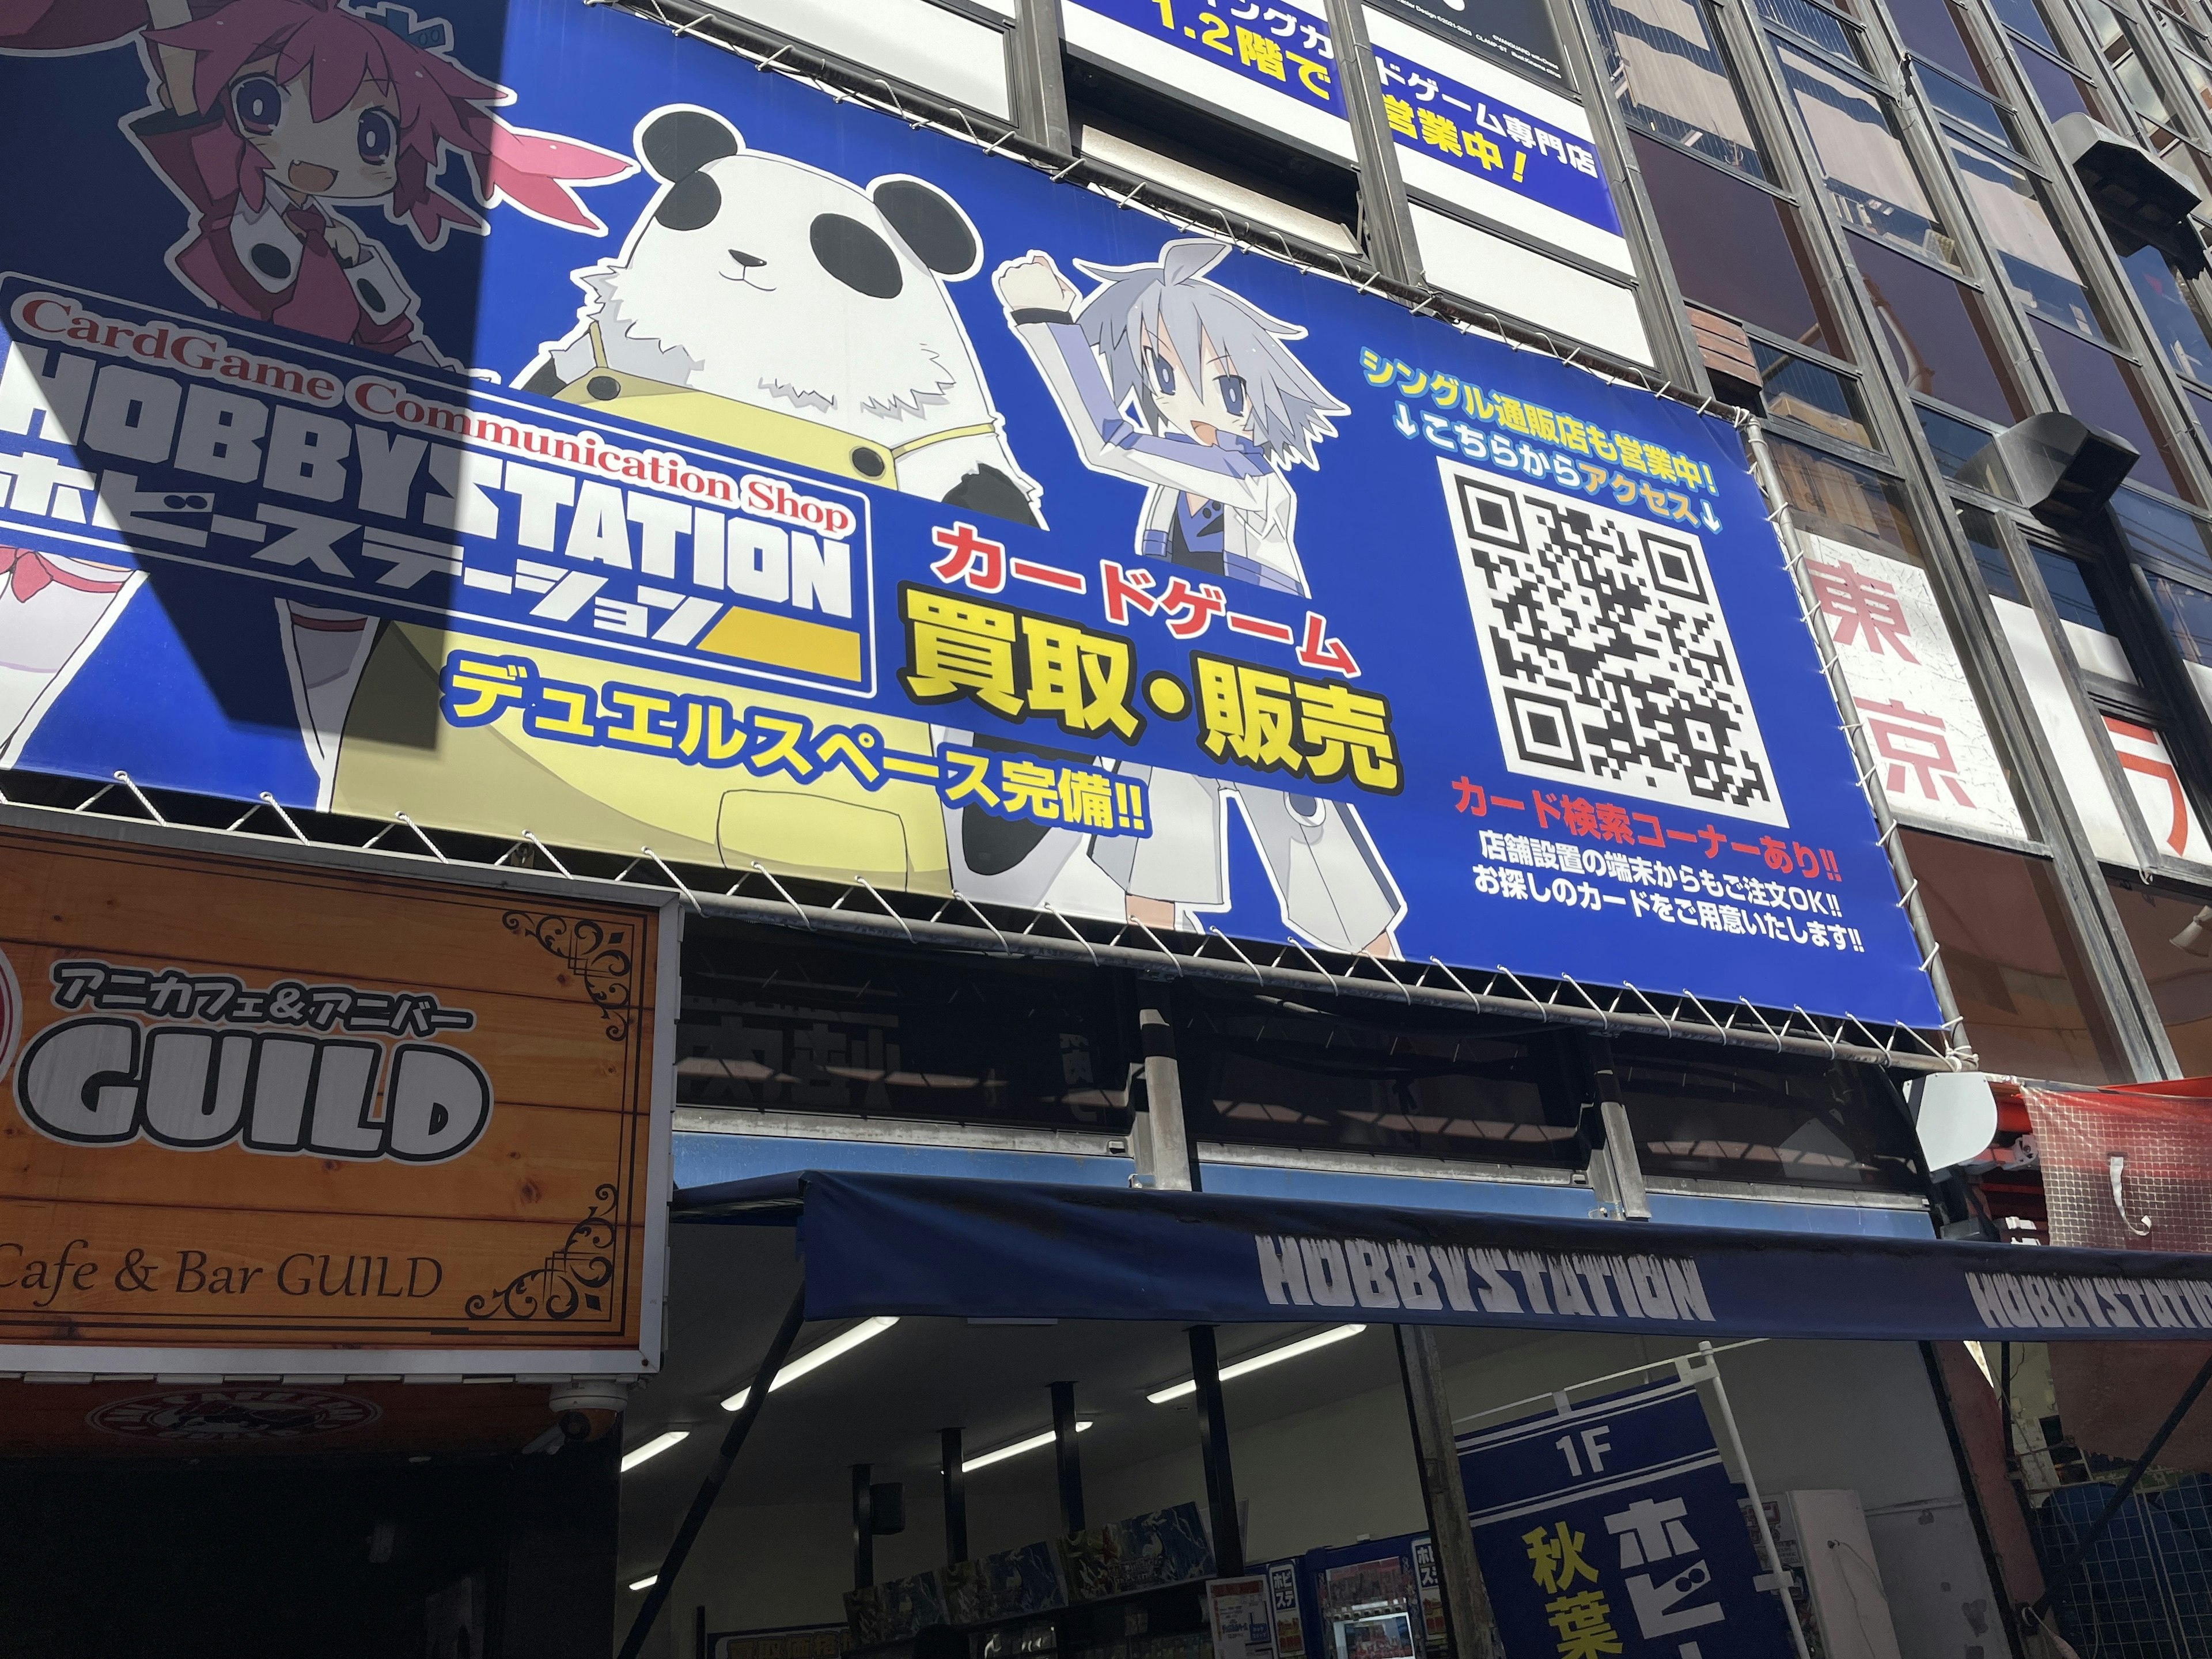 1.2階で営業中!
ドゲーム専門店
CardGame Communication Shop
HOBBYSTATION
ホビーステーション
デュエルスペース完備!!
カードゲーム
買取・販売
シングル通販店も営業中!
↓こちらからアクセス↓
カード検索コーナーあり!!
店舗設置の端末からもご注文OK!!
お探しのカードをご用意いたします!!
東京
ラ
アニカフェ&アニバー
GUILD
Cafe & Bar GUILD
HOBBYSTATION
HOBBYSTATI
1F
ホビー
秋葉
ホビステ